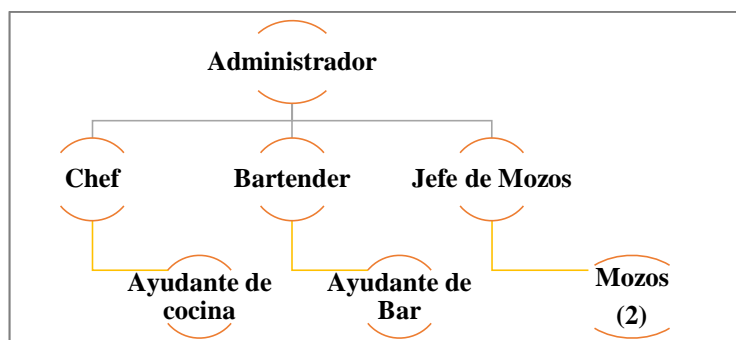 Administrador
Chef
Bartender
Jefe de Mozos
Ayudante de
cocina
Ayudante de
Bar
Mozos
(2)